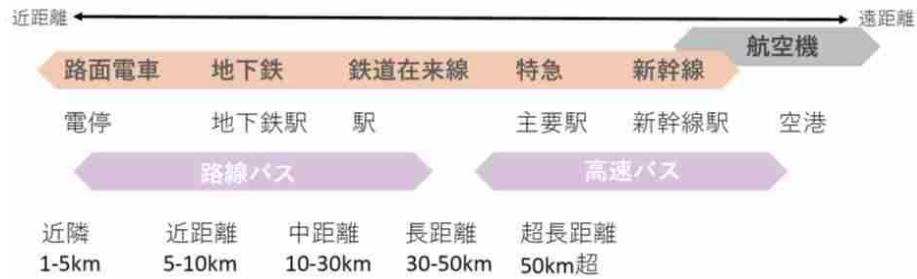 近距離 遠距離
航空機
路面電車 地下鉄 鉄道在来線 特急 新幹線
電停 地下鉄駅 駅 主要駅 新幹線駅 空港
路線バス 高速バス
近隣 近距離 中距離 長距離 超長距離
1-5km 5-10km 10-30km 30-50km 50km超